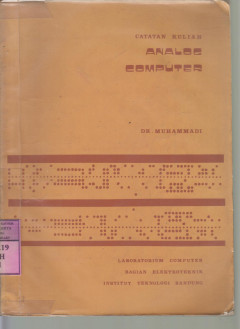 CATATAN KULIAH
ANALOG
COMPUTER
DR. MUHAMMADI
LABORATORIUM COMPUTER
BAGIAN ELEKTROTEKNIK
INSTITUT TEKNOLOGI BANDUNG